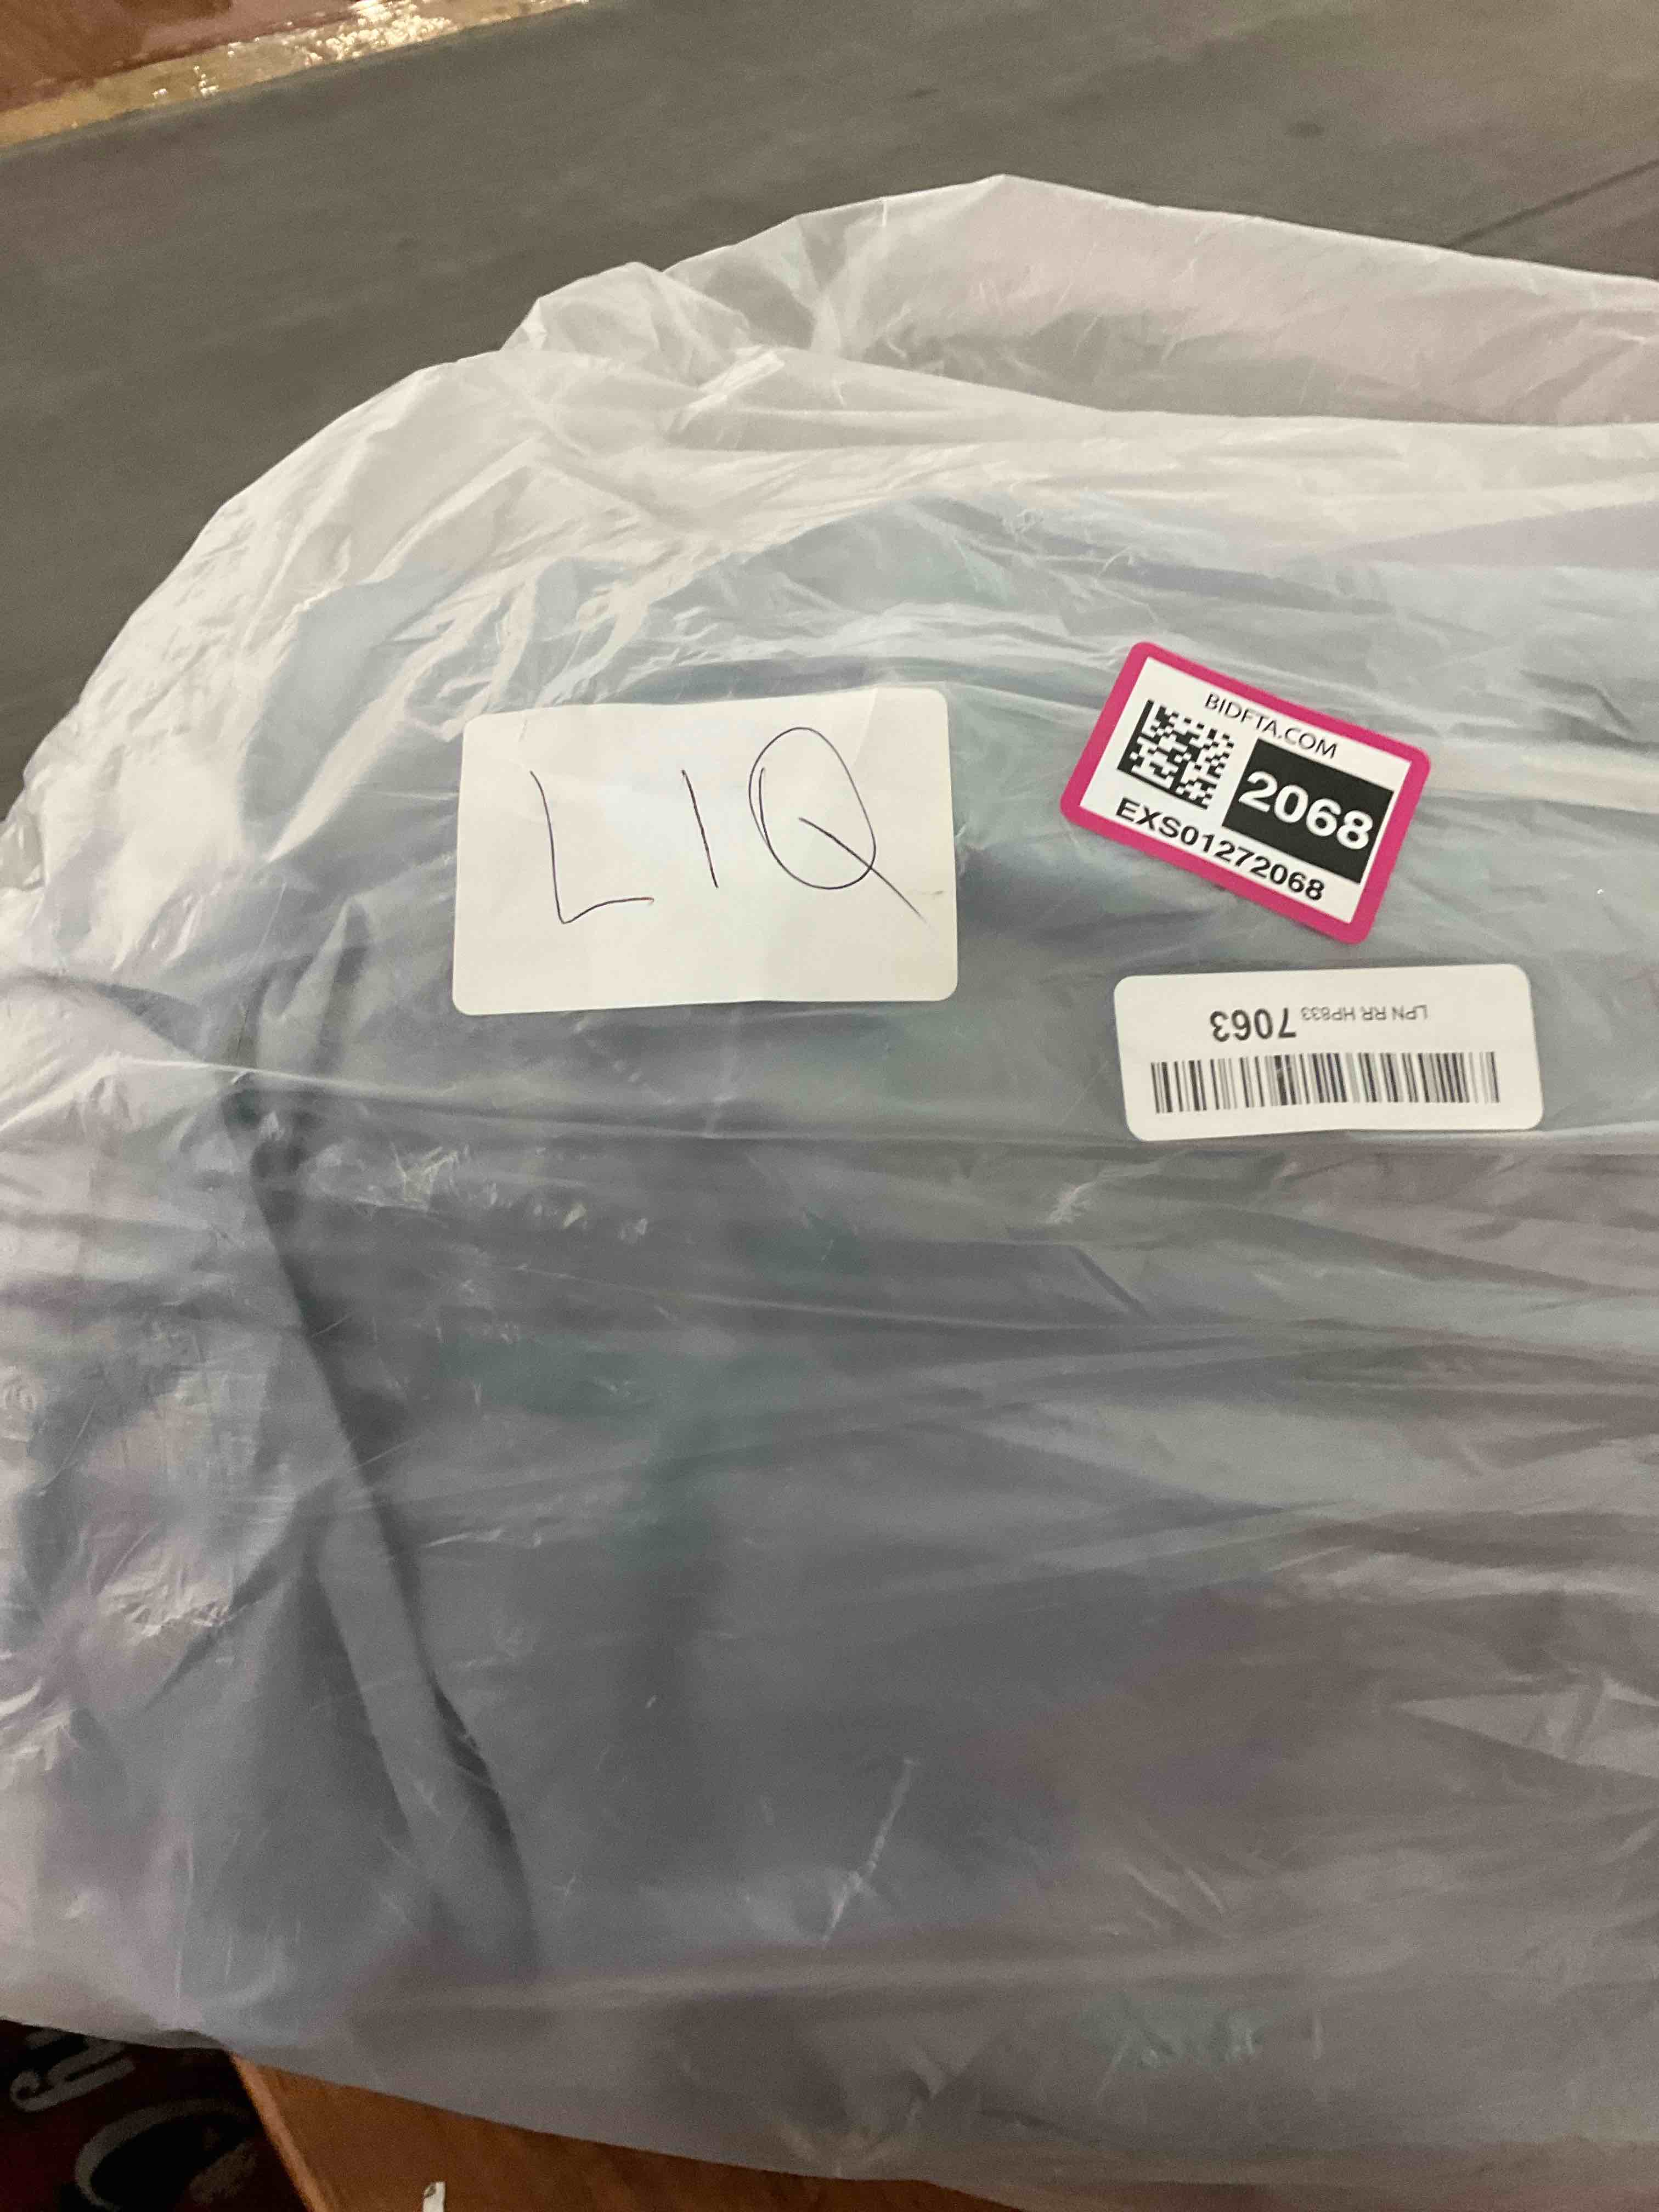 LIQ
BIDFTA.COM
2068
EXS01272068
LPN RR HP833 7063